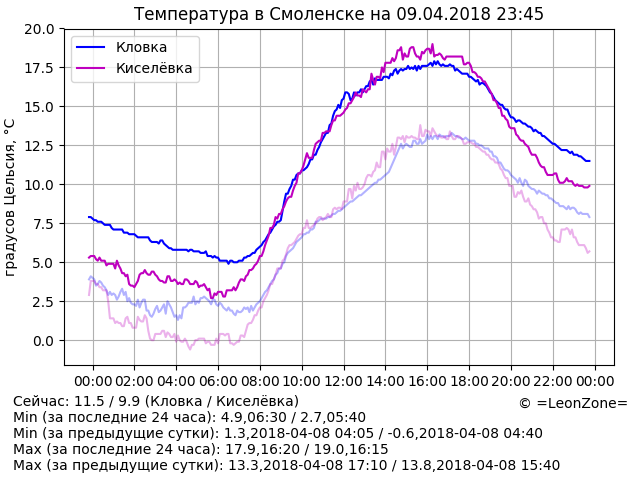 Температура в Смоленске на 09.04.2018 23:45
20.0
17.5
15.0
12.5
10.0
7.5
5.0
2.5
0.0
градусов Цельсия, °C
Кловка
Киселёвка
00:00 02:00 04:00 06:00 08:00 10:00 12:00 14:00 16:00 18:00 20:00 22:00 00:00
Сейчас: 11.5 / 9.9 (Кловка / Киселёвка)
© =LeonZone=
Min (за последние 24 часа): 4.9,06:30 / 2.7,05:40
Min (за предыдущие сутки): 1.3,2018-04-08 04:05 / -0.6,2018-04-08 04:40
Max (за последние 24 часа): 17.9,16:20 / 19.0,16:15
Max (за предыдущие сутки): 13.3,2018-04-08 17:10 / 13.8,2018-04-08 15:40